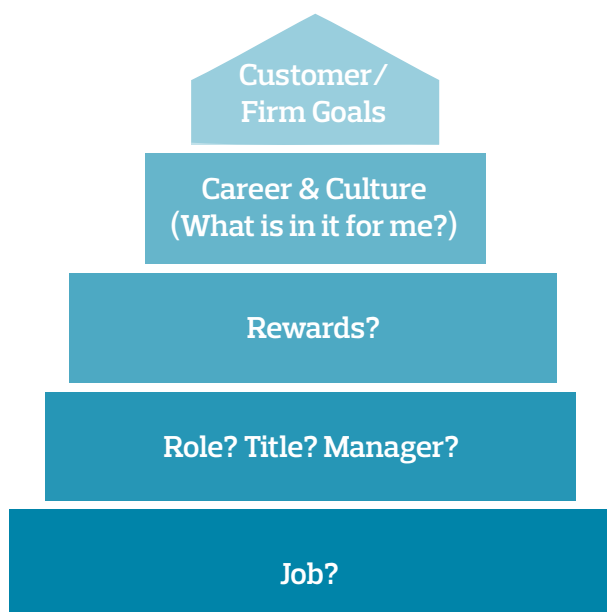 Customer/
Firm Goals
Career & Culture
(What is in it for me?)
Rewards?
Role? Title? Manager?
Job?